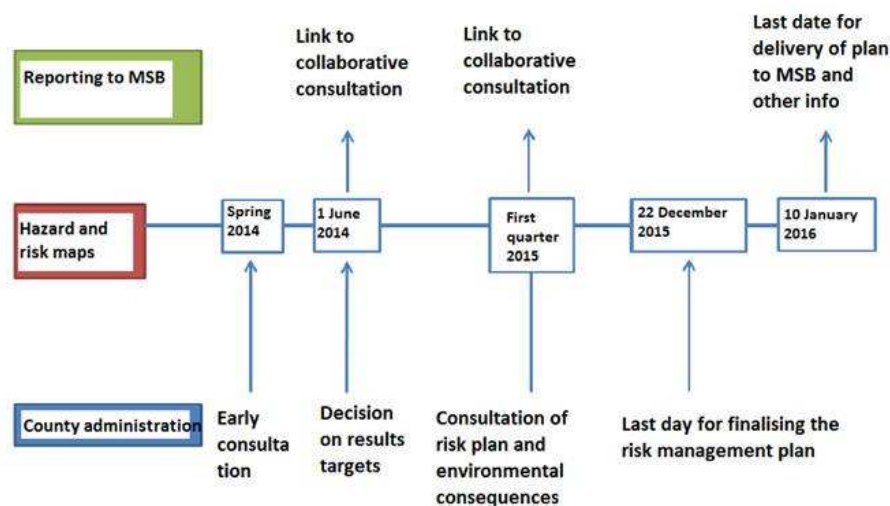 Reporting to MSB
Link to
collaborative
consultation
Link to
collaborative
consultation
Last date for
delivery of plan
to MSB and
other info
Hazard and
risk maps
Spring
2014
1 June
2014
First
quarter
2015
22 December
2015
10 January
2016
County administration
Early
consulta
tion
Decision
on results
targets
Consultation of
risk plan and
environmental
consequences
Last day for finalising the
risk management plan